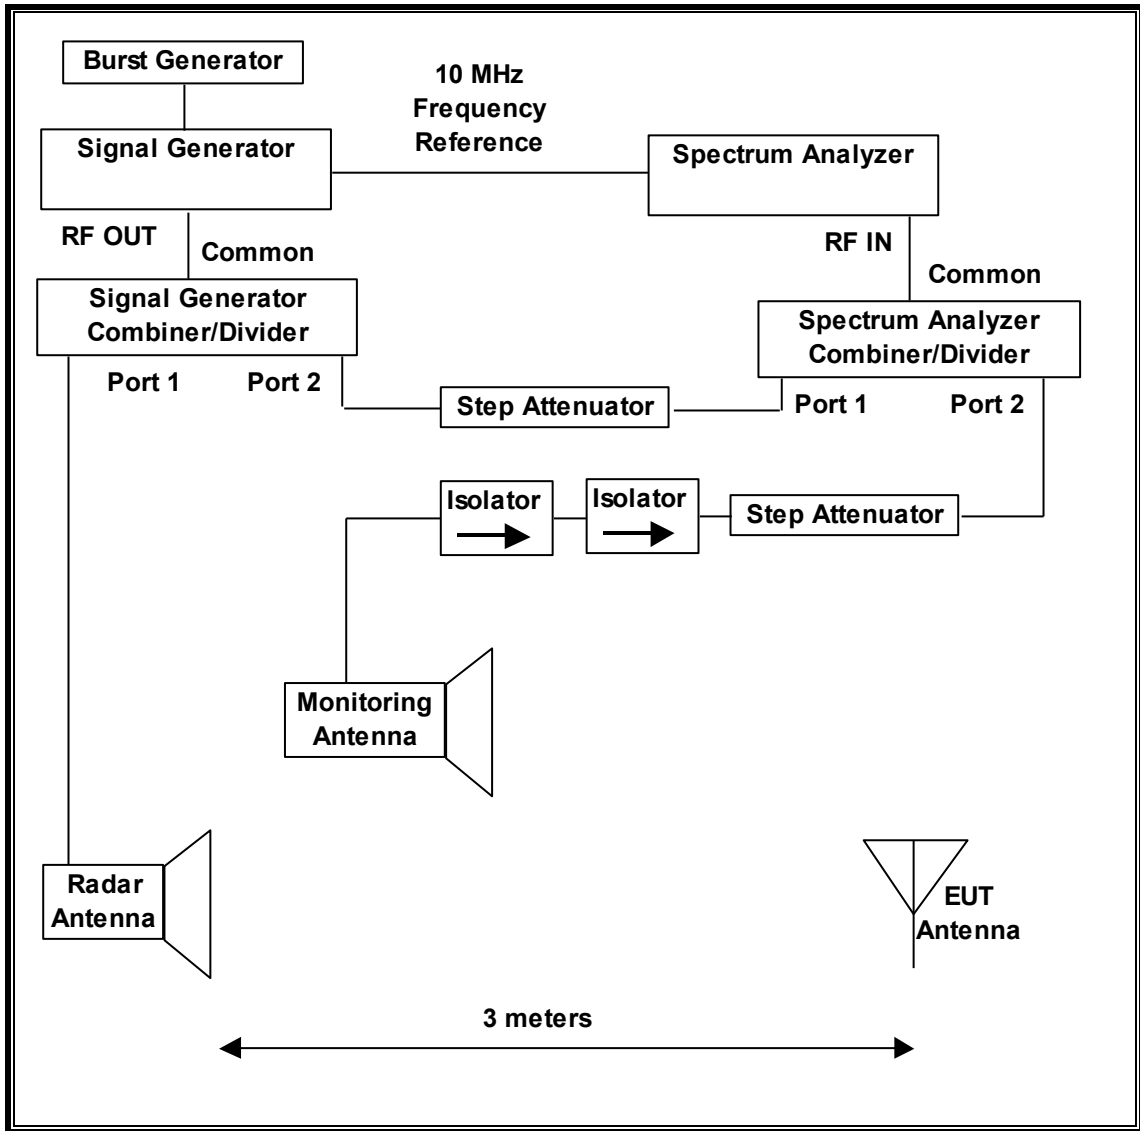 Burst Generator
10 MHz
Frequency
Reference
Signal Generator
Spectrum Analyzer
RF OUT
Common
RF IN
Common
Signal Generator
Combiner/Divider
Spectrum Analyzer
Combiner/Divider
Port 1
Port 2
Step Attenuator
Port 1
Port 2
Isolator
Isolator
Step Attenuator
Monitoring
Antenna
Radar
Antenna
EUT
Antenna
3 meters